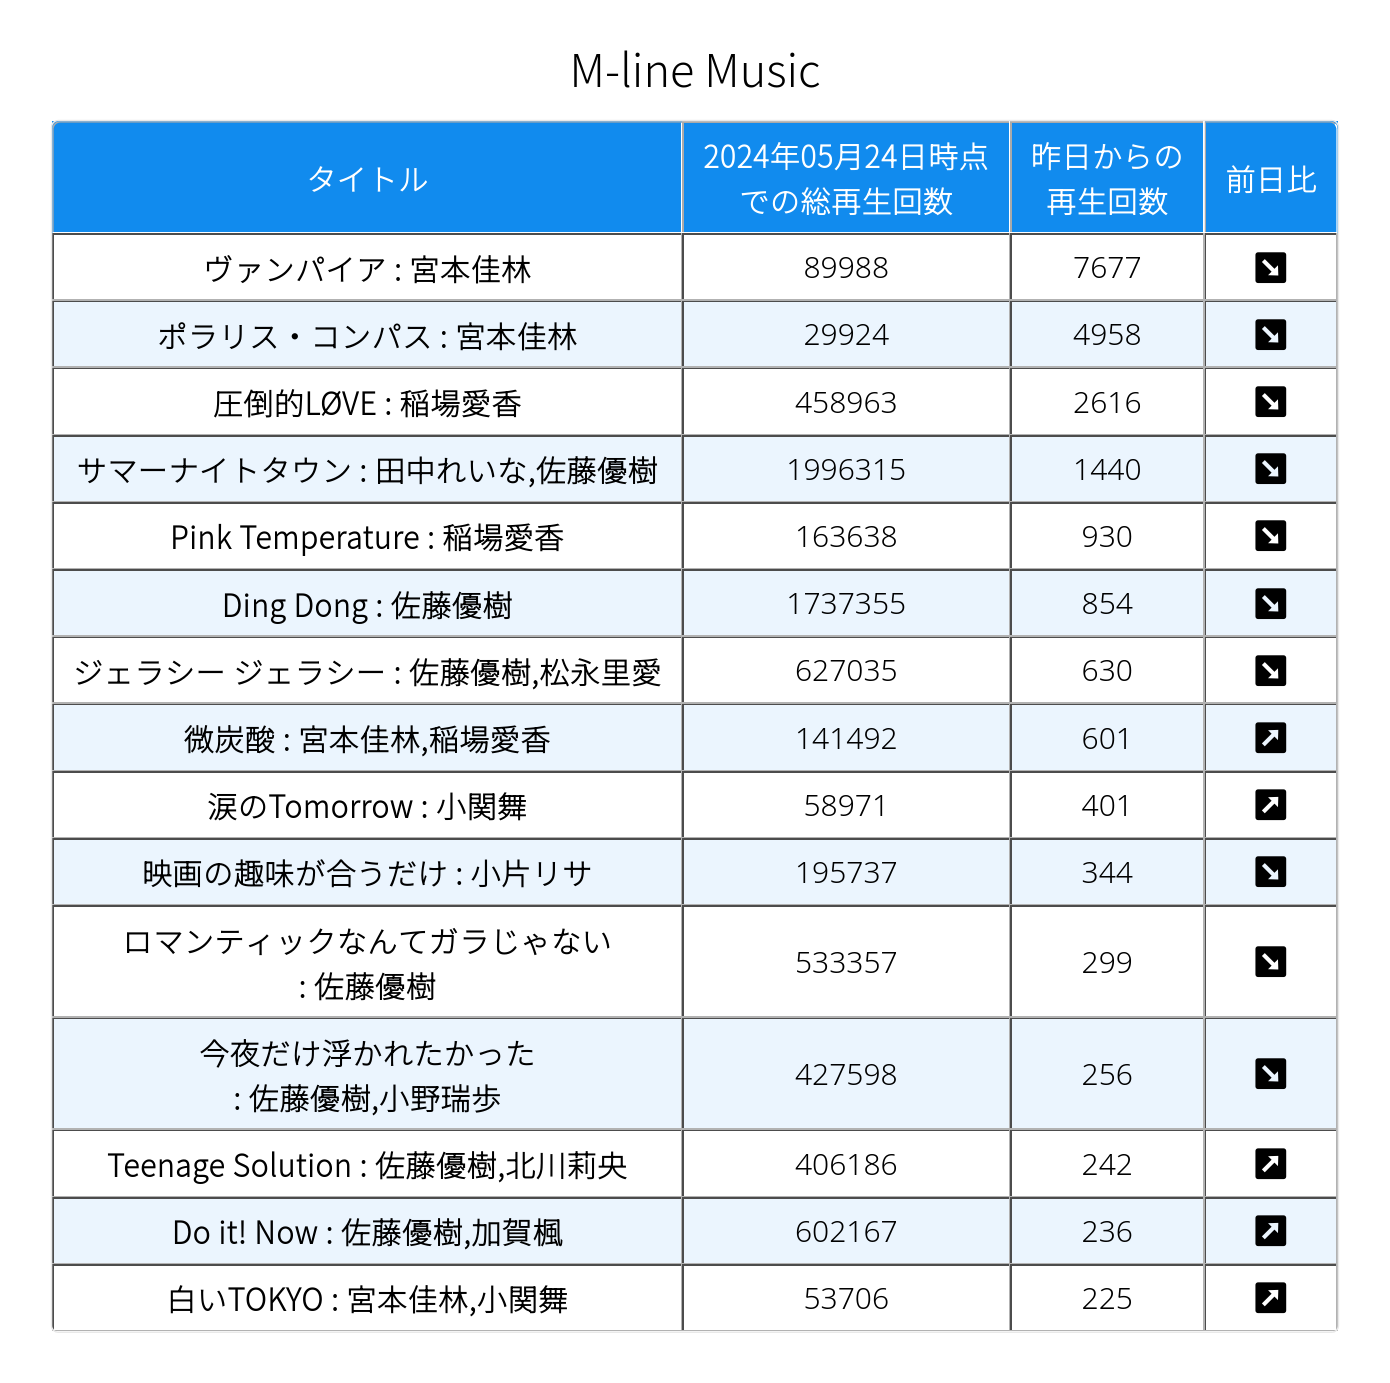 M-line Music
タイトル
2024年05月24日時点
での総再生回数
昨日からの
再生回数
前日比
ヴァンパイア : 宮本佳林 89988 7677
ポラリス・コンパス : 宮本佳林 29924 4958
圧倒的LØVE : 稲場愛香 458963 2616
サマーナイトタウン : 田中れいな,佐藤優樹 1996315 1440
Pink Temperature : 稲場愛香 163638 930
Ding Dong : 佐藤優樹 1737355 854
ジェラシー ジェラシー : 佐藤優樹,松永里愛 627035 630
微炭酸 : 宮本佳林,稲場愛香 141492 601
涙のTomorrow : 小関舞 58971 401
映画の趣味が合うだけ : 小片リサ 195737 344
ロマンティックなんてガラじゃない
: 佐藤優樹 533357 299
今夜だけ浮かれたかった
: 佐藤優樹,小野瑞歩 427598 256
Teenage Solution : 佐藤優樹,北川莉央 406186 242
Do it! Now : 佐藤優樹,加賀楓 602167 236
白いTOKYO : 宮本佳林,小関舞 53706 225